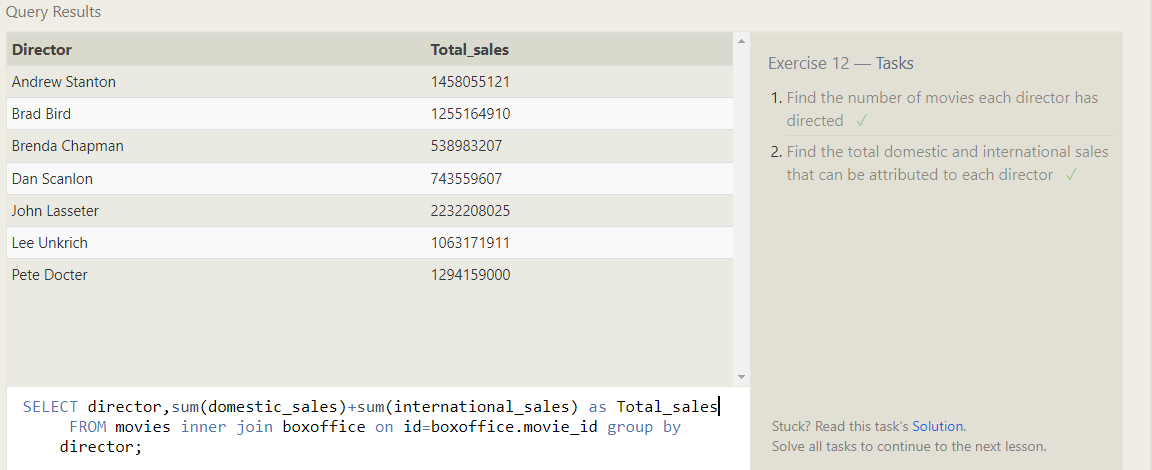 Query Results
Director Total_sales
Andrew Stanton 1458055121
Brad Bird 1255164910
Brenda Chapman 538983207
Dan Scanlon 743559607
John Lasseter 2232208025
Lee Unkrich 1063171911
Pete Docter 1294159000
SELECT director,sum(domestic_sales)+sum(international_sales) as Total_sales
FROM movies inner join boxoffice on id=boxoffice.movie_id group by
director;
Exercise 12 — Tasks
1. Find the number of movies each director has
directed ✓
2. Find the total domestic and international sales
that can be attributed to each director ✓
Stuck? Read this task's Solution.
Solve all tasks to continue to the next lesson.